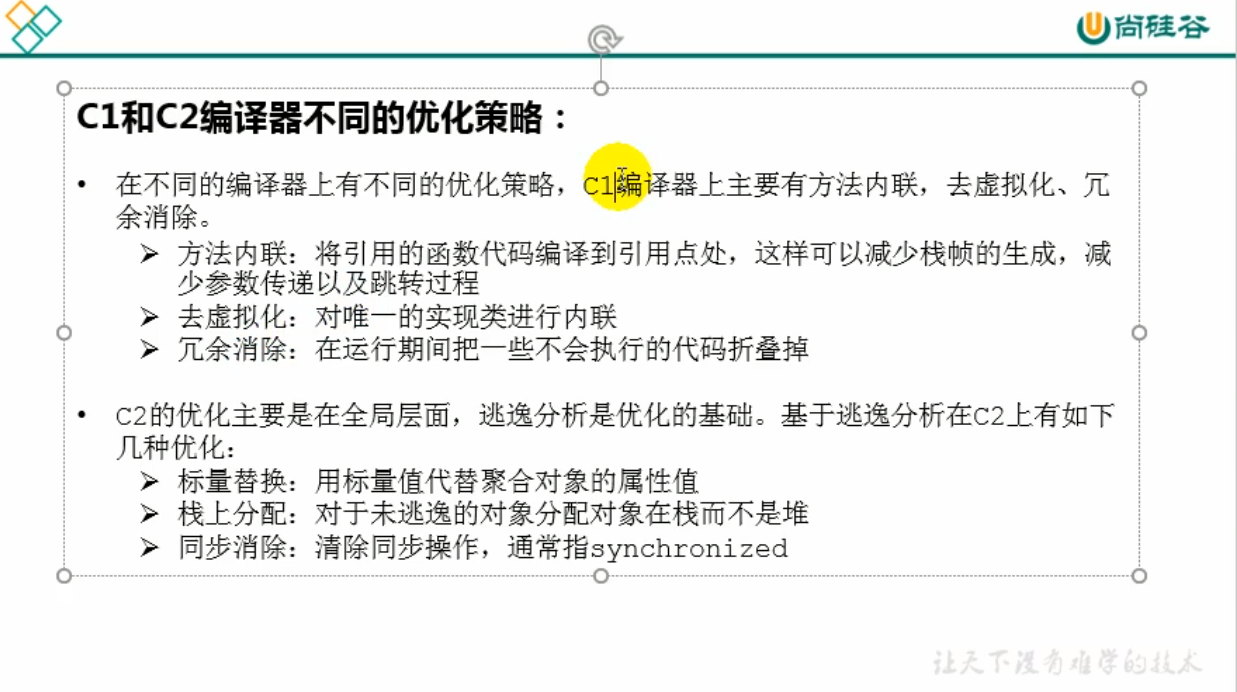 尚硅谷
C1和C2编译器不同的优化策略：
• 在不同的编译器上有不同的优化策略，C1编译器上主要有方法内联，去虚拟化、冗
余消除。
➢ 方法内联：将引用的函数代码编译到引用点处，这样可以减少栈帧的生成，减
少参数传递以及跳转过程
➢ 去虚拟化：对唯一的实现类进行内联
➢ 冗余消除：在运行期间把一些不会执行的代码折叠掉
• C2的优化主要是在全局层面，逃逸分析是优化的基础。基于逃逸分析在C2上有如下
几种优化：
➢ 标量替换：用标量值代替聚合对象的属性值
➢ 栈上分配：对于未逃逸的对象分配对象在栈而不是堆
➢ 同步消除：清除同步操作，通常指synchronized
让天下没有难学的技术